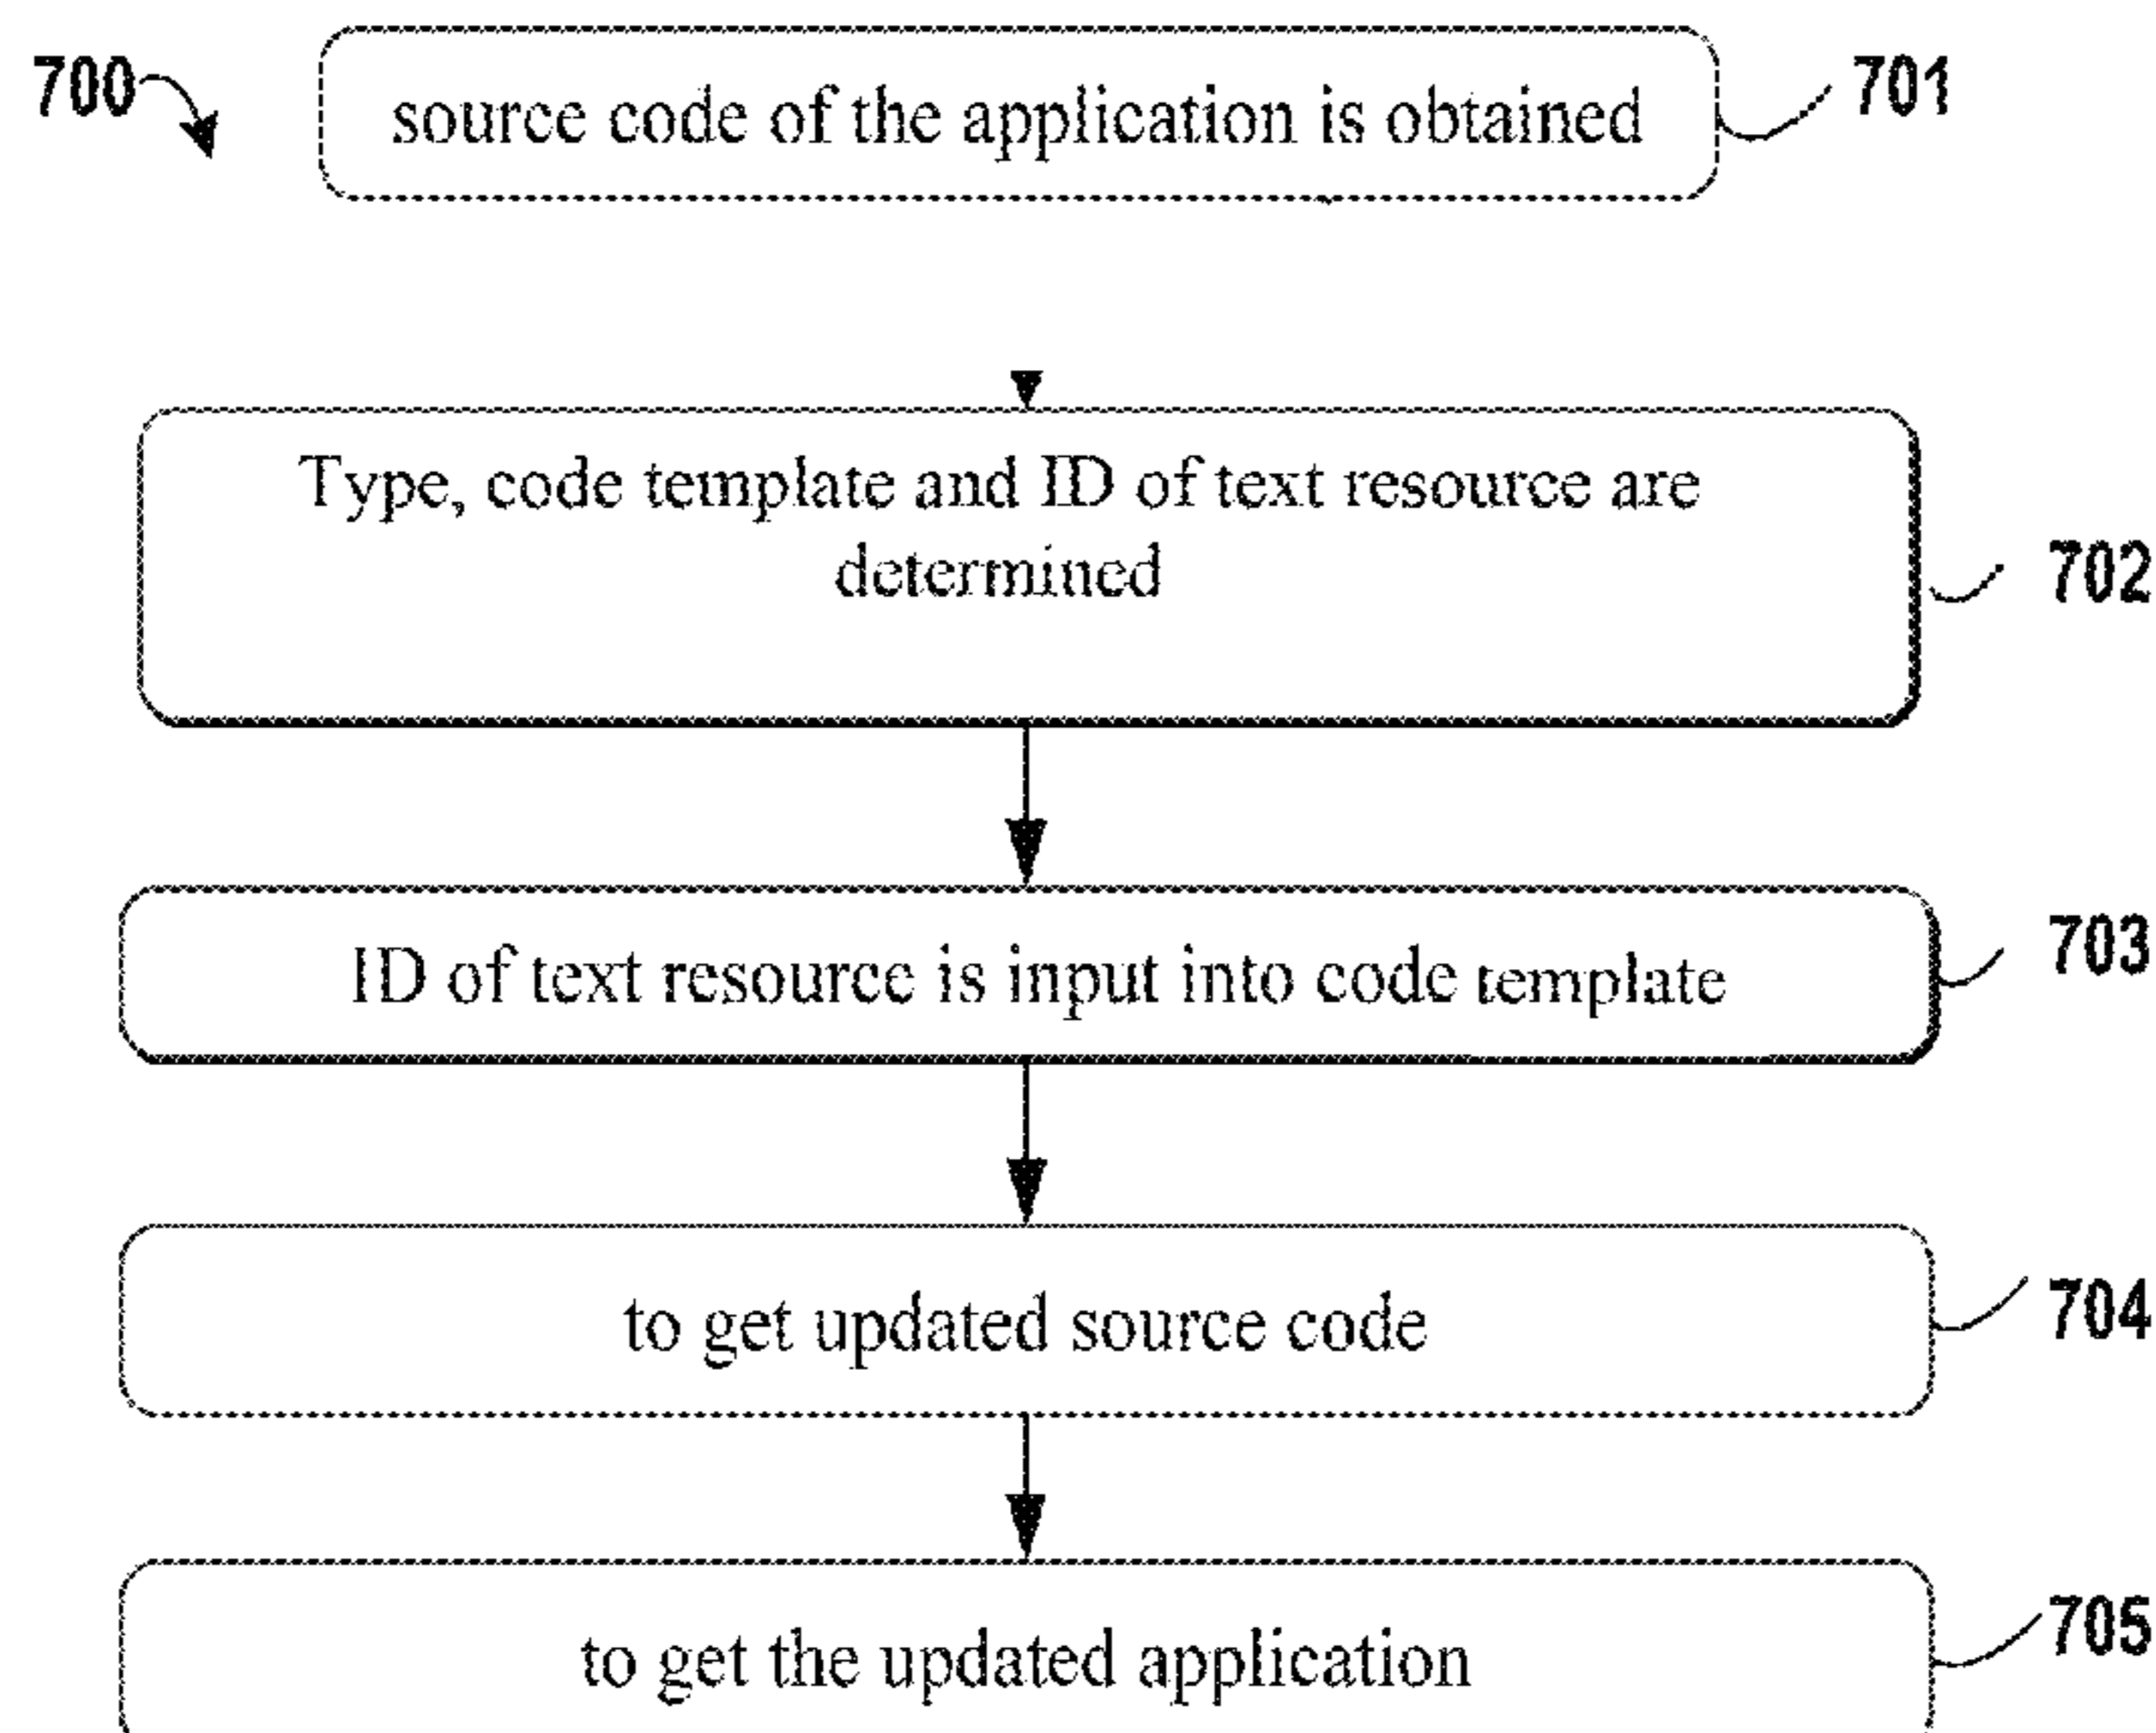 700
source code of the application is obtained
701
Type, code template and ID of text resource are
determined
702
ID of text resource is input into code template
703
to get updated source code
704
to get the updated application
705